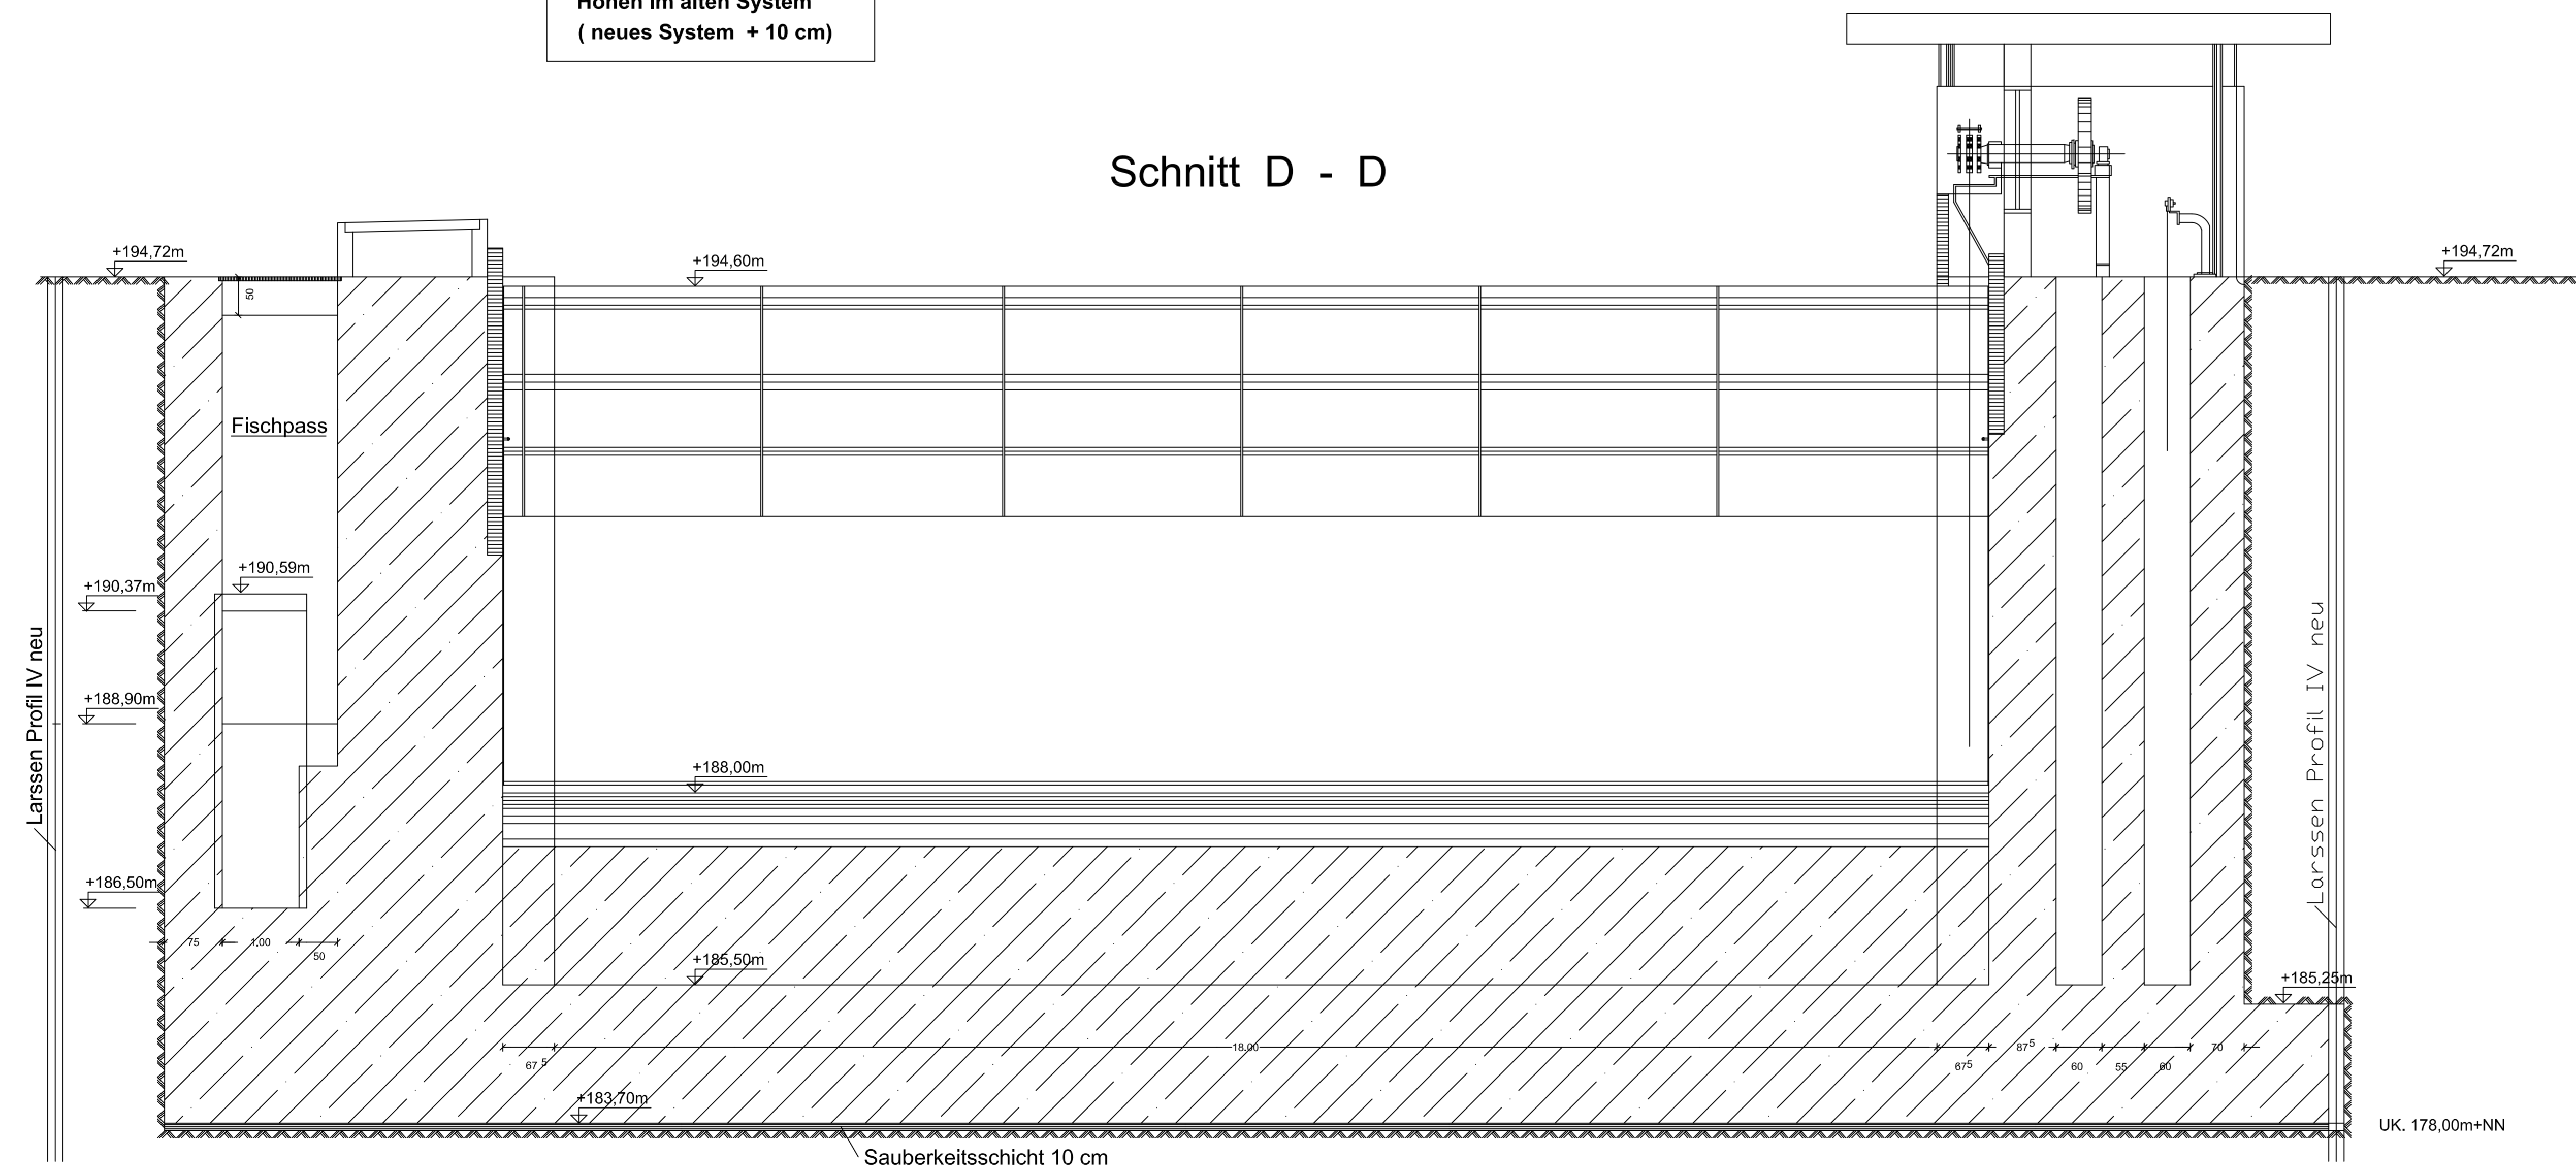 Höhen im alten System
( neues System + 10 cm)
Schnitt D - D
+194,72m
+194,60m
+194,72m
50
Fischpass
+190,59m
+190,37m
Larssen Profil IV neu
Larssen Profil IV neu
+188,90m
+188,00m
+186,50m
75
1.00
50
+185,50m
+185,25m
67 5
18.00
67 5
87 5
60
55
60
70
+183,70m
UK. 178,00m+NN
Sauberkeitsschicht 10 cm